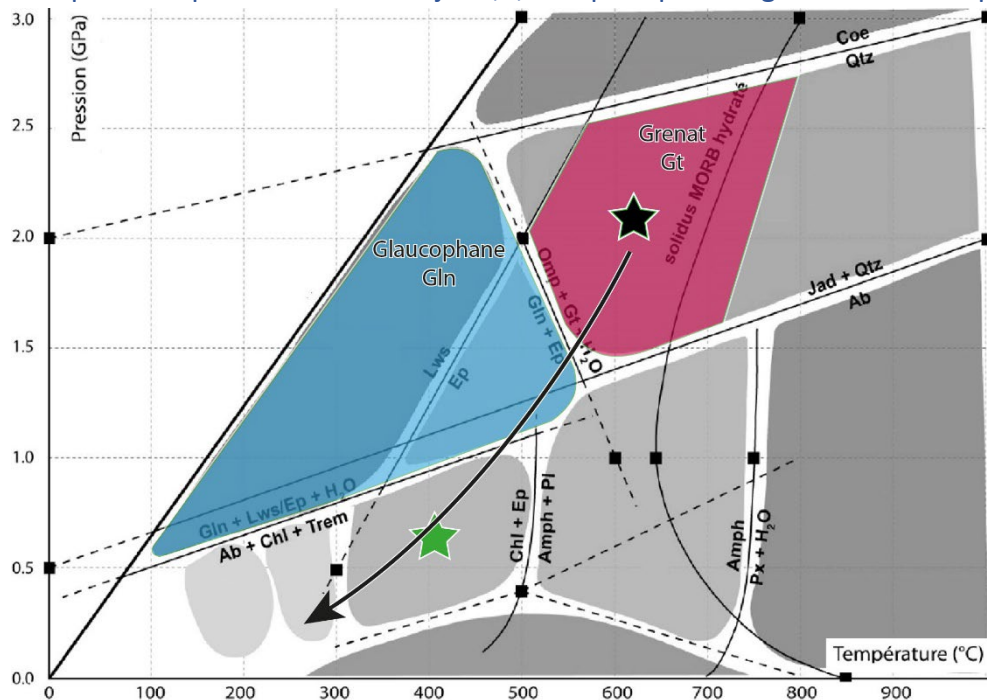 3.0
Pression (GPa)
2.5
2.0
1.5
1.0
0.5
0.0
Coe
Qtz
Grenat
Gt
solidus MORB hydraté
Glaucophane
Gln
Omp + Gt + H₂O
Gln + Ep
Jad + Qtz
Ab
Lws
Ep
Gln + Lws/Ep + H₂O
Ab + Chl + Trem
Chl + Ep
Amph + Pl
Amph
Px + H₂O
Température (°C)
0 100 200 300 400 500 600 700 800 900